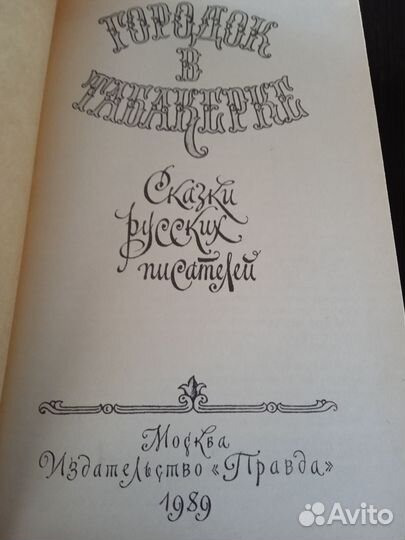 ГОРОДОК
В
ТАБАКЕРКЕ
Сказки
русских
писателей
Москва
Издательство «Правда»
1989
Avito